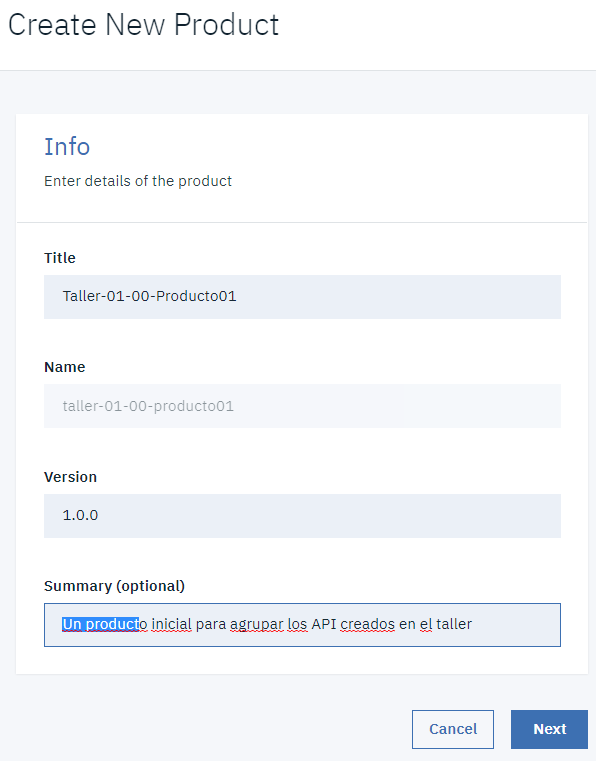 Create New Product
Info
Enter details of the product
Title
Taller-01-00-Producto01
Name
taller-01-00-producto01
Version
1.0.0
Summary (optional)
Un producto inicial para agrupar los API creados en el taller
Cancel
Next